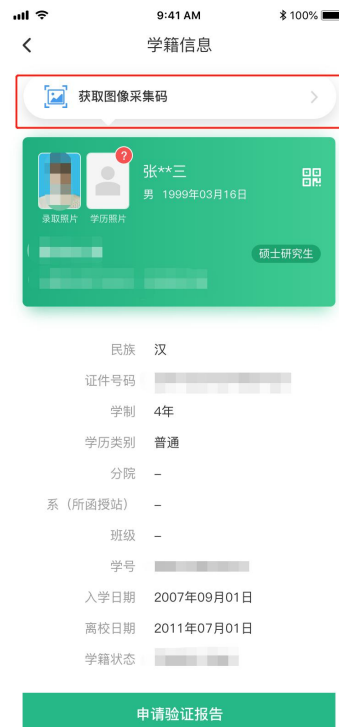 9:41 AM
100%
学籍信息
获取图像采集码
?
张**三
男 1999年03月16日
录取照片 学历照片
硕士研究生
民族 汉
证件号码
学制 4年
学历类别 普通
分院 –
系（所函授站） –
班级 –
学号
入学日期 2007年09月01日
离校日期 2011年07月01日
学籍状态
申请验证报告